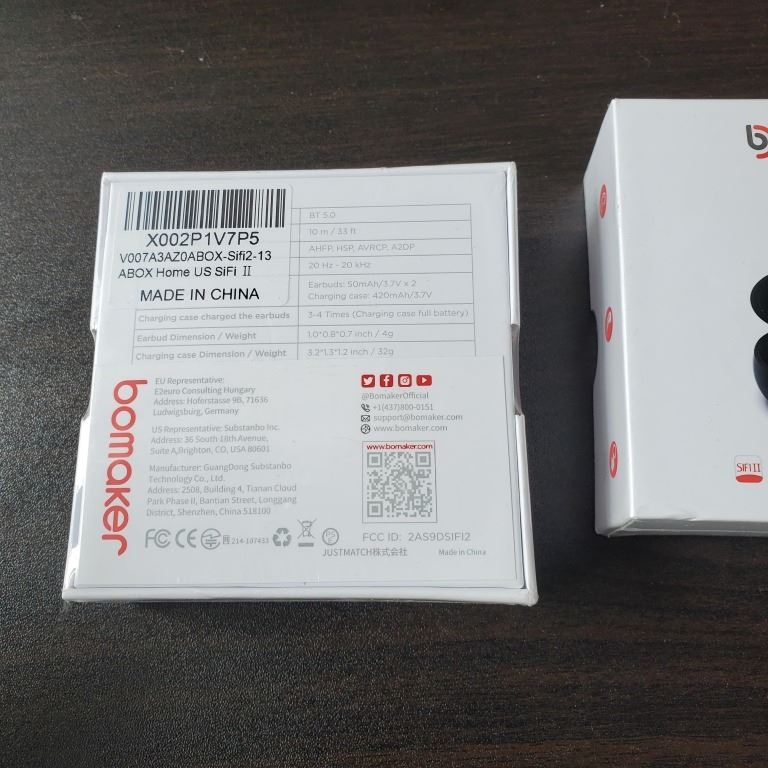 X002P1V7P5
V007A3AZ0ABOX-Sifi2-13
ABOX Home US SiFi II
MADE IN CHINA
BT 5.0
10 m / 33 ft
AHFP, HSP, AVRCP, A2DP
20 Hz - 20 kHz
Earbuds: 50mAh/3.7V x 2
Charging case: 420mAh/3.7V
Charging case charged the earbuds 3-4 Times (Charging case full battery)
Earbud Dimension / Weight 1.0*0.8*0.7 inch / 4g
Charging case Dimension / Weight 3.2*1.3*1.2 inch / 32g
bomaker
EU Representative:
E2euro Consulting Hungary
Address: Hoferstasse 9B, 71636
Ludwigsburg, Germany
US Representative: Substanbo Inc.
Address: 36 South 18th Avenue,
Suite A,Brighton, CO, USA 80601
Manufacturer: GuangDong Substanbo
Technology Co., Ltd.
Address: 2508, Building 4, Tianan Cloud
Park Phase II, Bantian Street, Longgang
District, Shenzhen, China 518100
@BomakerOfficial
+1(437)800-0151
support@bomaker.com
www.bomaker.com
www.bomaker.com
FC CE 214-107433
FCC ID: 2AS9DSIFI2
JUSTMATCH株式会社
Made in China
b
SIFI II